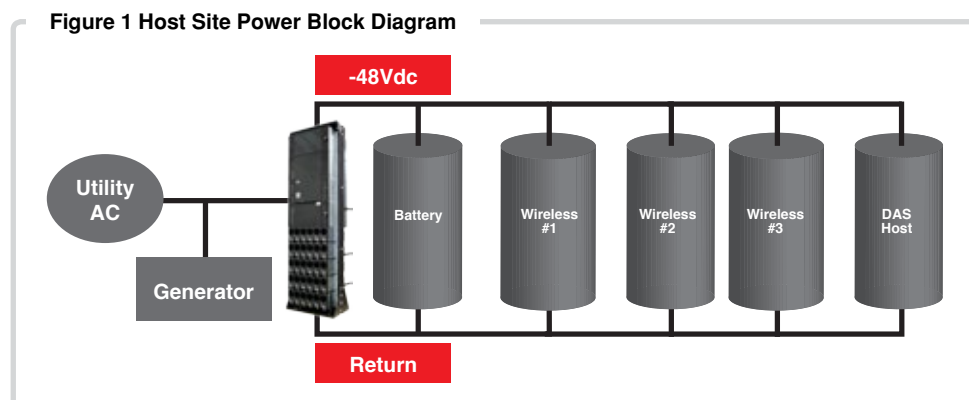 Figure 1 Host Site Power Block Diagram
-48Vdc
Utility
AC
Generator
Battery
Wireless
#1
Wireless
#2
Wireless
#3
DAS
Host
Return